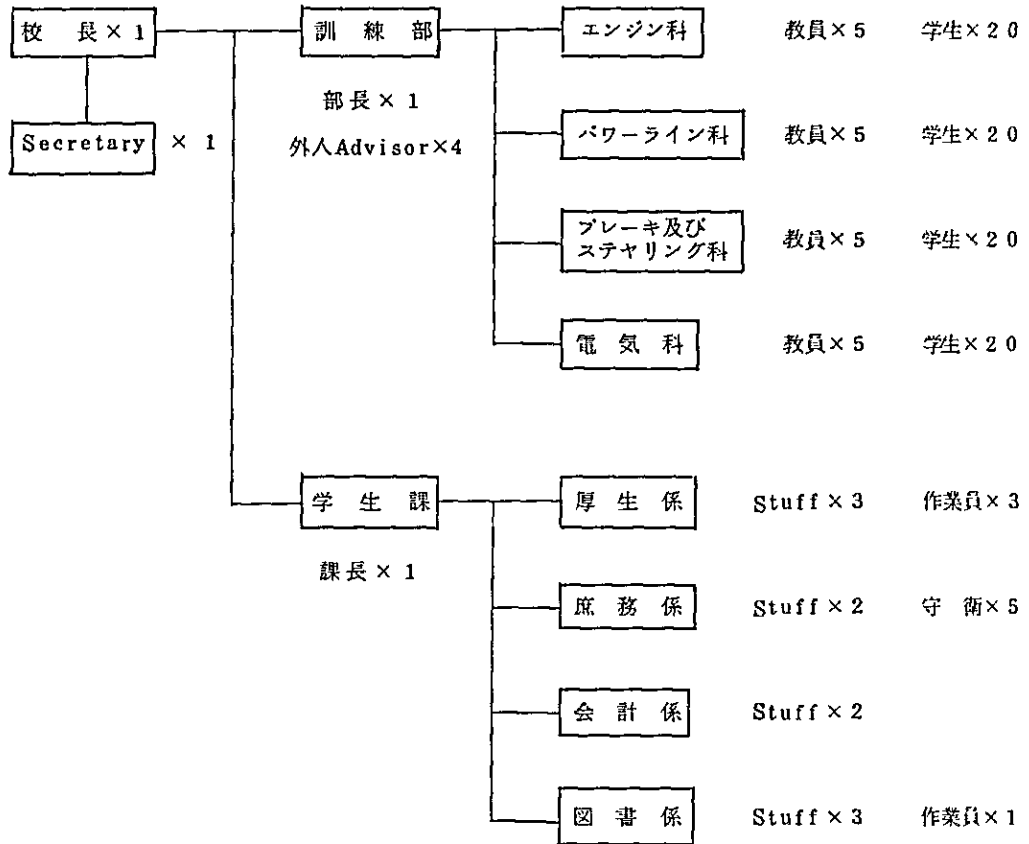 校 長×1
訓 練 部
エンジン科 教員×5 学生×20
部長×1
Secretary ×1
外人Advisor×4
パワーライン科 教員×5 学生×20
ブレーキ及び
ステヤリング科 教員×5 学生×20
電 気 科 教員×5 学生×20
学 生 課
厚 生 係 Stuff×3 作業員×3
課長×1
庶 務 係 Stuff×2 守 衛×5
会 計 係 Stuff×2
図 書 係 Stuff×3 作業員×1